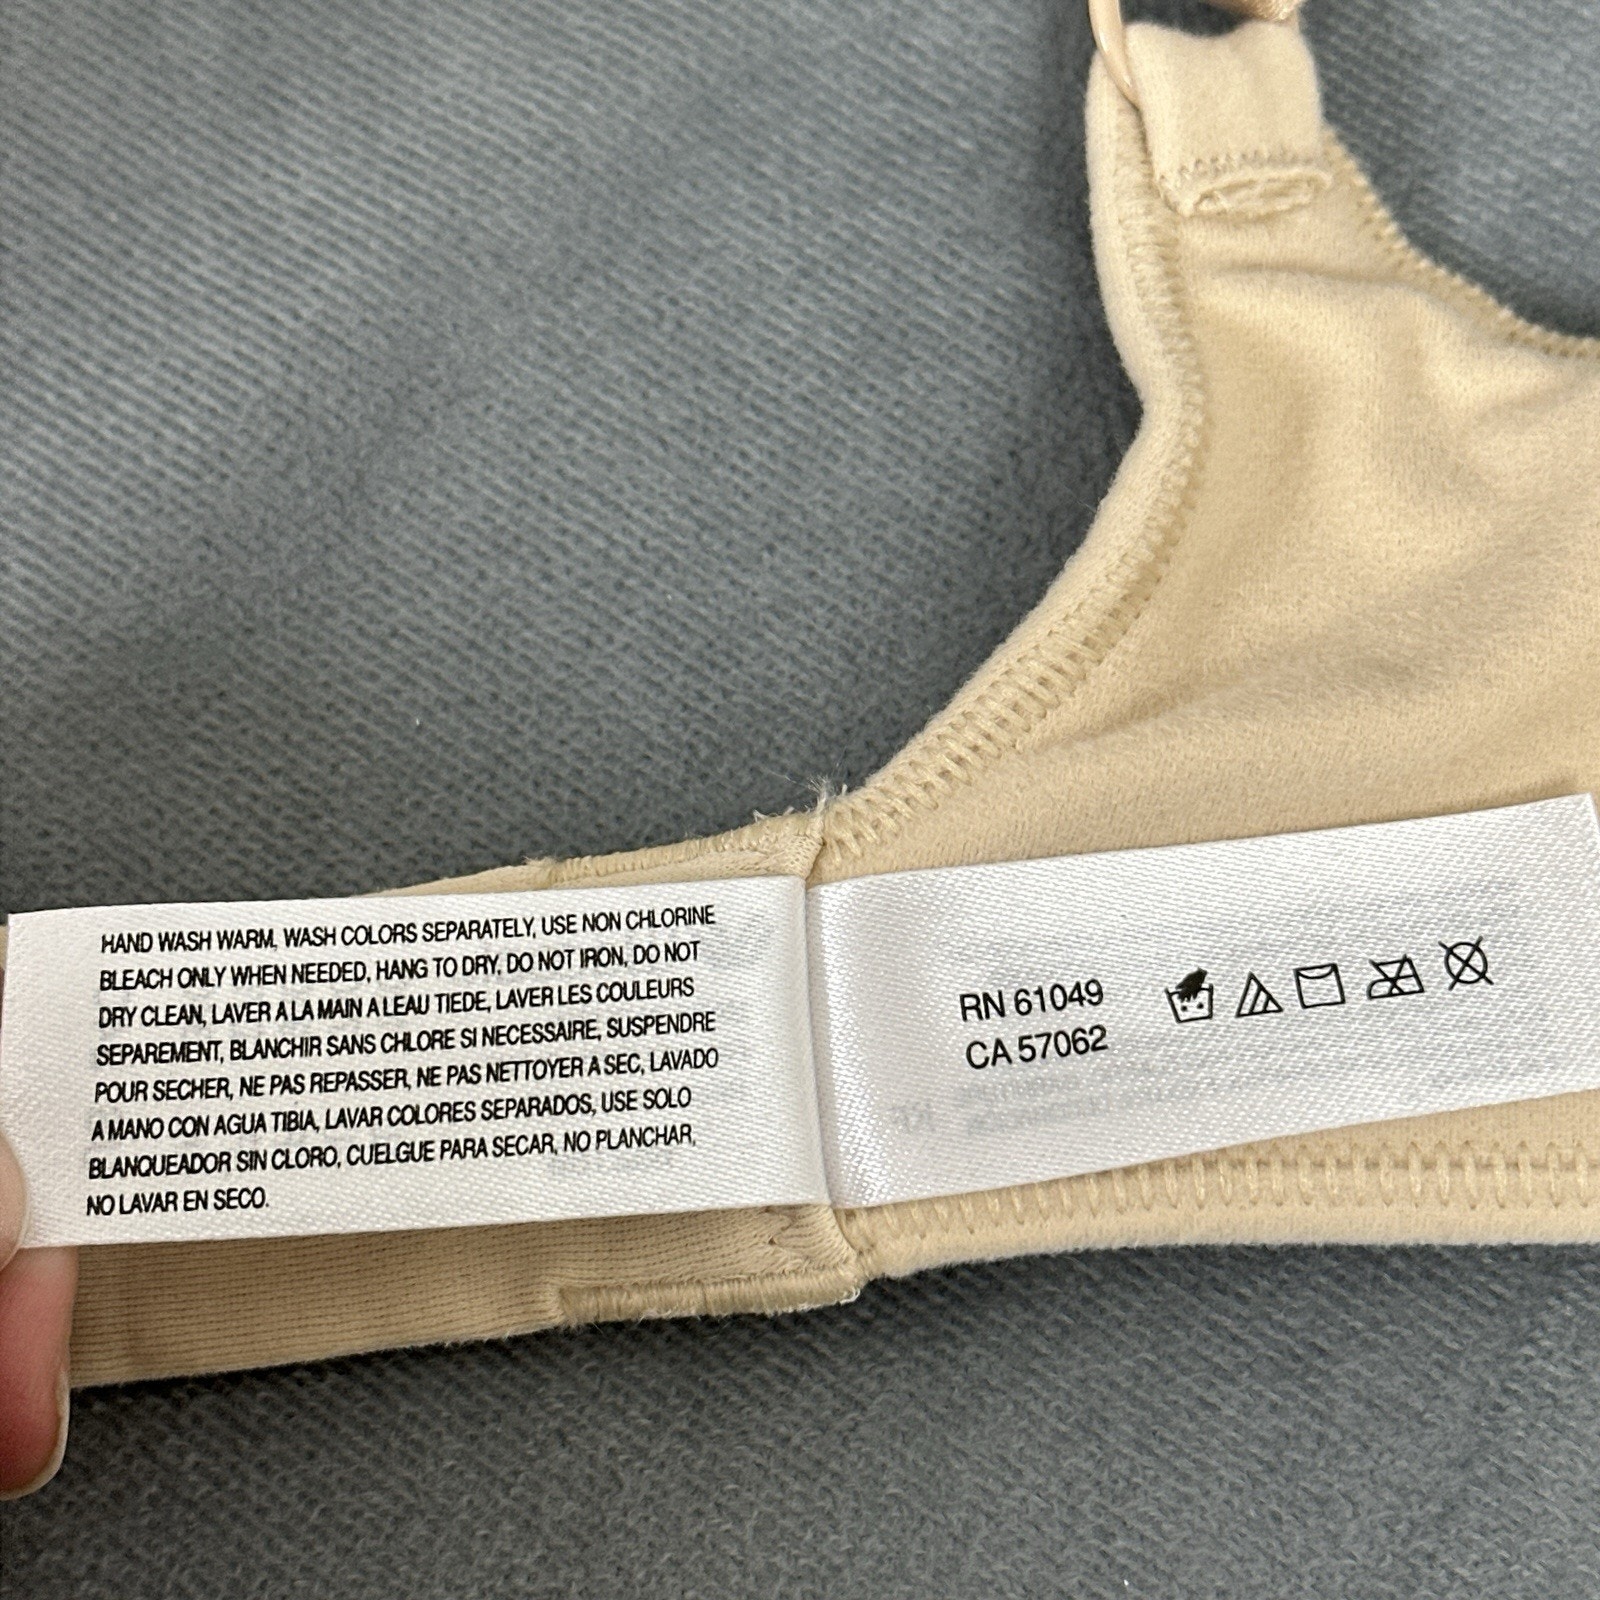 HAND WASH WARM, WASH COLORS SEPARATELY, USE NON CHLORINE
BLEACH ONLY WHEN NEEDED, HANG TO DRY, DO NOT IRON, DO NOT
DRY CLEAN, LAVER A LA MAIN A LEAU TIEDE, LAVER LES COULEURS
SEPAREMENT, BLANCHIR SANS CHLORE SI NECESSAIRE, SUSPENDRE
POUR SECHER, NE PAS REPASSER, NE PAS NETTOYER A SEC, LAVADO
A MANO CON AGUA TIBIA, LAVAR COLORES SEPARADOS, USE SOLO
BLANQUEADOR SIN CLORO, CUELGUE PARA SECAR, NO PLANCHAR,
NO LAVAR EN SECO.
RN 61049
CA 57062